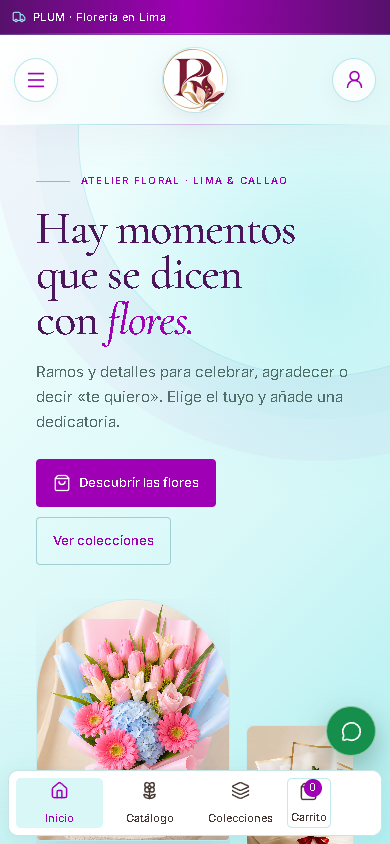 PLUM · Florería en Lima
ATELIER FLORAL · LIMA & CALLAO
Hay momentos
que se dicen
con flores.
Ramos y detalles para celebrar, agradecer o
decir «te quiero». Elige el tuyo y añade una
dedicatoria.
Descubrir las flores
Ver colecciones
0
Inicio
Catálogo
Colecciones
Carrito